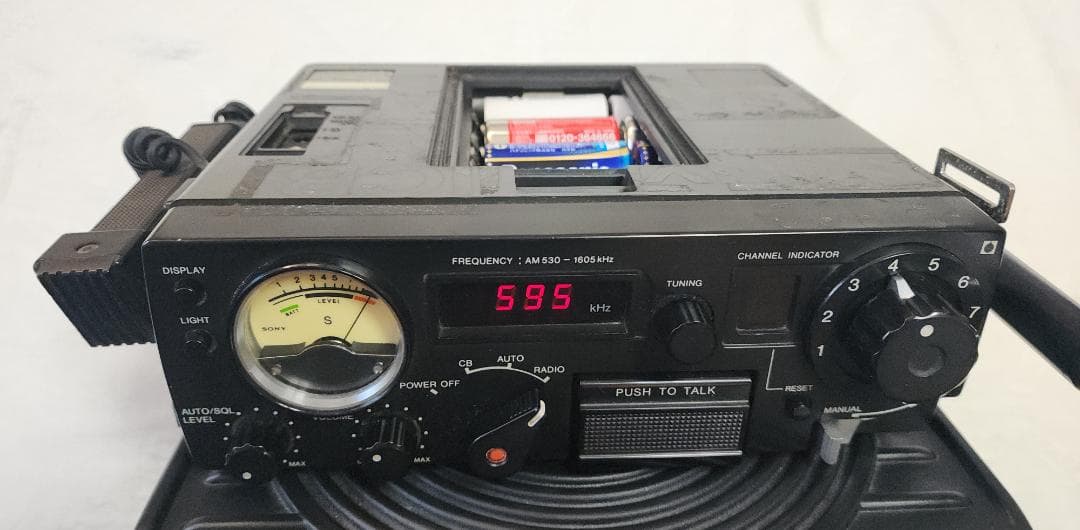 0120-364666
Panasonic
FREQUENCY : AM 530 – 1605 kHz
CHANNEL INDICATOR
DISPLAY
1 2 3 4 5
LEVEL
BATT
SONY
S
595
kHz
TUNING
1 2 3 4 5 6 7
LIGHT
CB
AUTO
RADIO
POWER OFF
PUSH TO TALK
RESET
MANUAL
AUTO/SQL
LEVEL
VOLUME
MAX
MAX